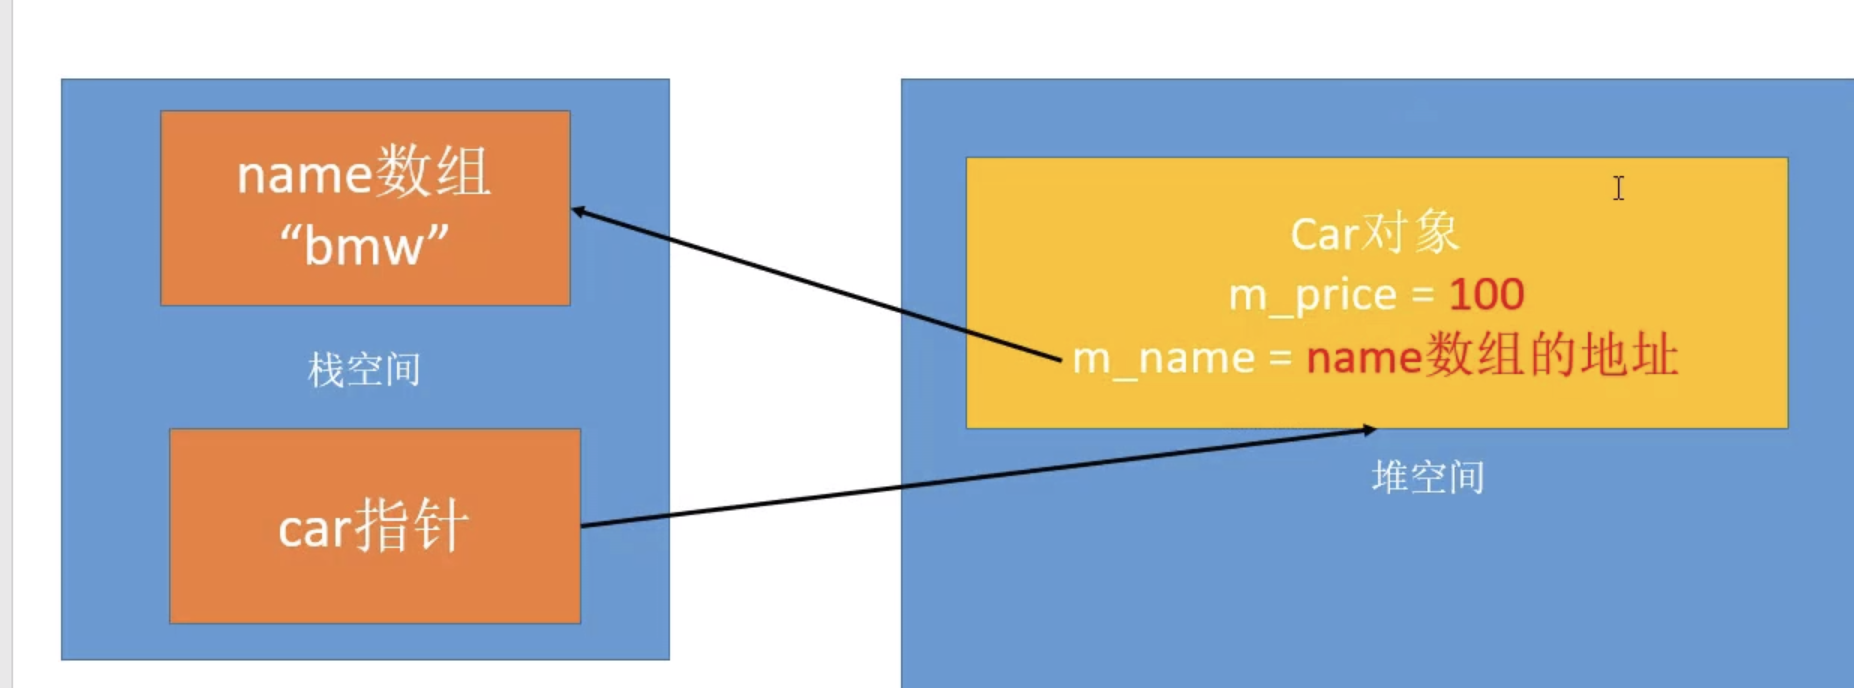 name数组
“bmw”
栈空间
car指针
Car对象
m_price = 100
m_name = name数组的地址
堆空间